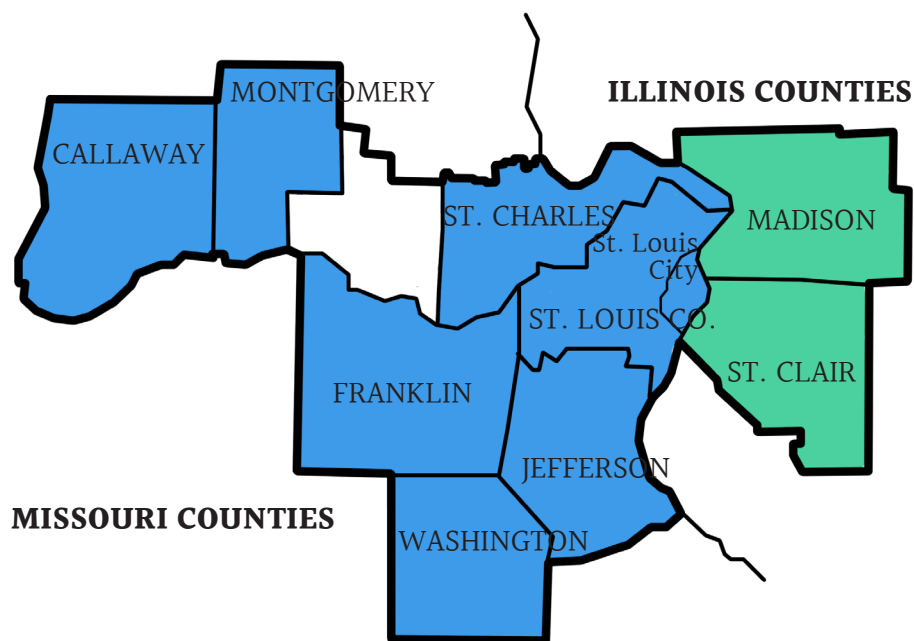 MONTGOMERY
ILLINOIS COUNTIES
CALLAWAY
ST. CHARLES
MADISON
St. Louis
City
ST. LOUIS CO.
ST. CLAIR
FRANKLIN
JEFFERSON
MISSOURI COUNTIES
WASHINGTON